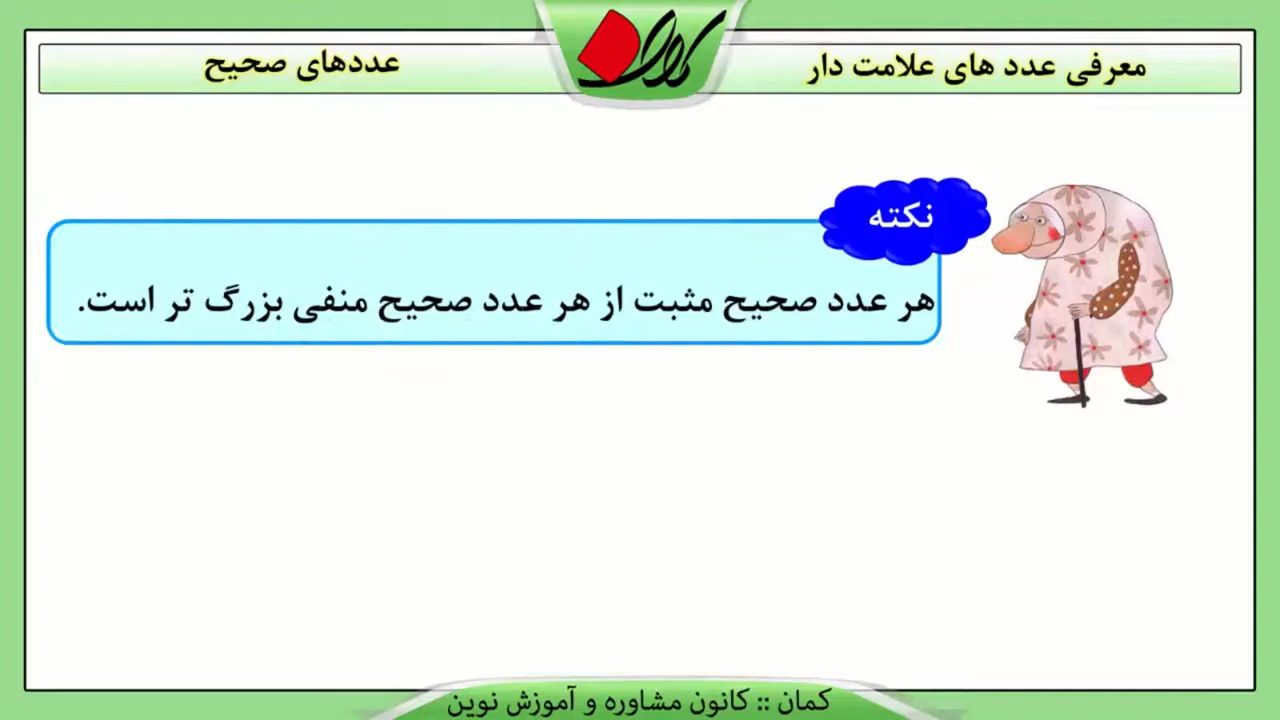 معرفی عدد های علامت دار
کمان
عددهای صحیح
نکته
هر عدد صحیح مثبت از هر عدد صحیح منفی بزرگ تر است.
کمان :: کانون مشاوره و آموزش نوین